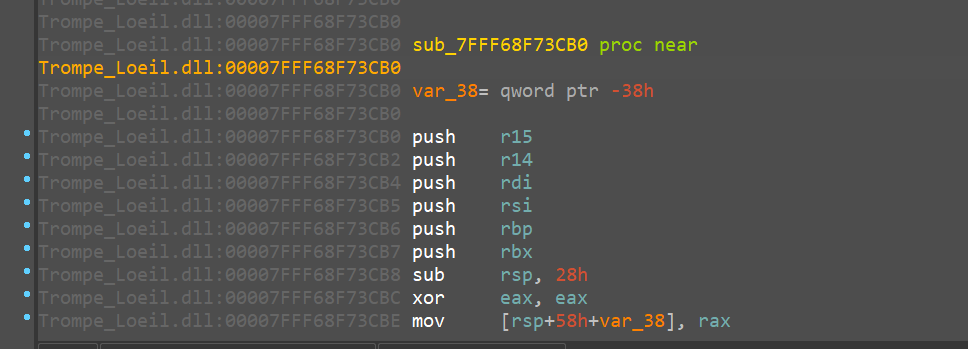 Trompe_Loeil.dll:00007FFF68F73CB0
Trompe_Loeil.dll:00007FFF68F73CB0 sub_7FFF68F73CB0 proc near
Trompe_Loeil.dll:00007FFF68F73CB0
Trompe_Loeil.dll:00007FFF68F73CB0 var_38= qword ptr -38h
Trompe_Loeil.dll:00007FFF68F73CB0
Trompe_Loeil.dll:00007FFF68F73CB0 push r15
Trompe_Loeil.dll:00007FFF68F73CB2 push r14
Trompe_Loeil.dll:00007FFF68F73CB4 push rdi
Trompe_Loeil.dll:00007FFF68F73CB5 push rsi
Trompe_Loeil.dll:00007FFF68F73CB6 push rbp
Trompe_Loeil.dll:00007FFF68F73CB7 push rbx
Trompe_Loeil.dll:00007FFF68F73CB8 sub rsp, 28h
Trompe_Loeil.dll:00007FFF68F73CBC xor eax, eax
Trompe_Loeil.dll:00007FFF68F73CBE mov [rsp+58h+var_38], rax